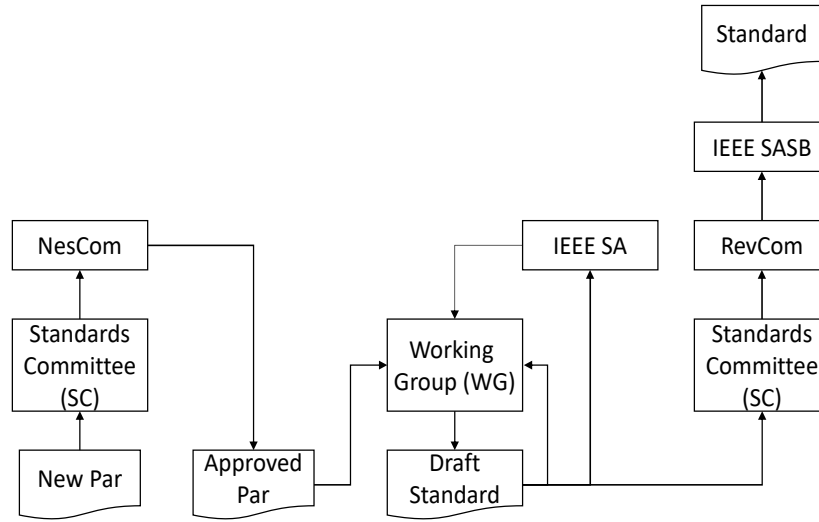 Standard
IEEE SASB
NesCom
IEEE SA
RevCom
Standards
Committee
(SC)
Working
Group (WG)
Standards
Committee
(SC)
New Par
Approved
Par
Draft
Standard